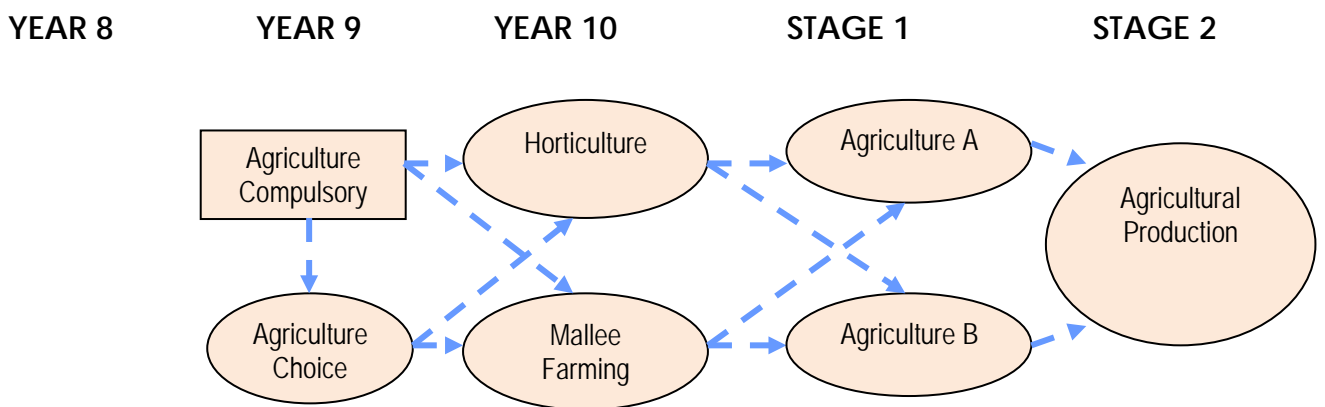 YEAR 8 YEAR 9 YEAR 10 STAGE 1 STAGE 2
Agriculture
Compulsory
Horticulture
Agriculture A
Agricultural
Production
Agriculture
Choice
Mallee
Farming
Agriculture B